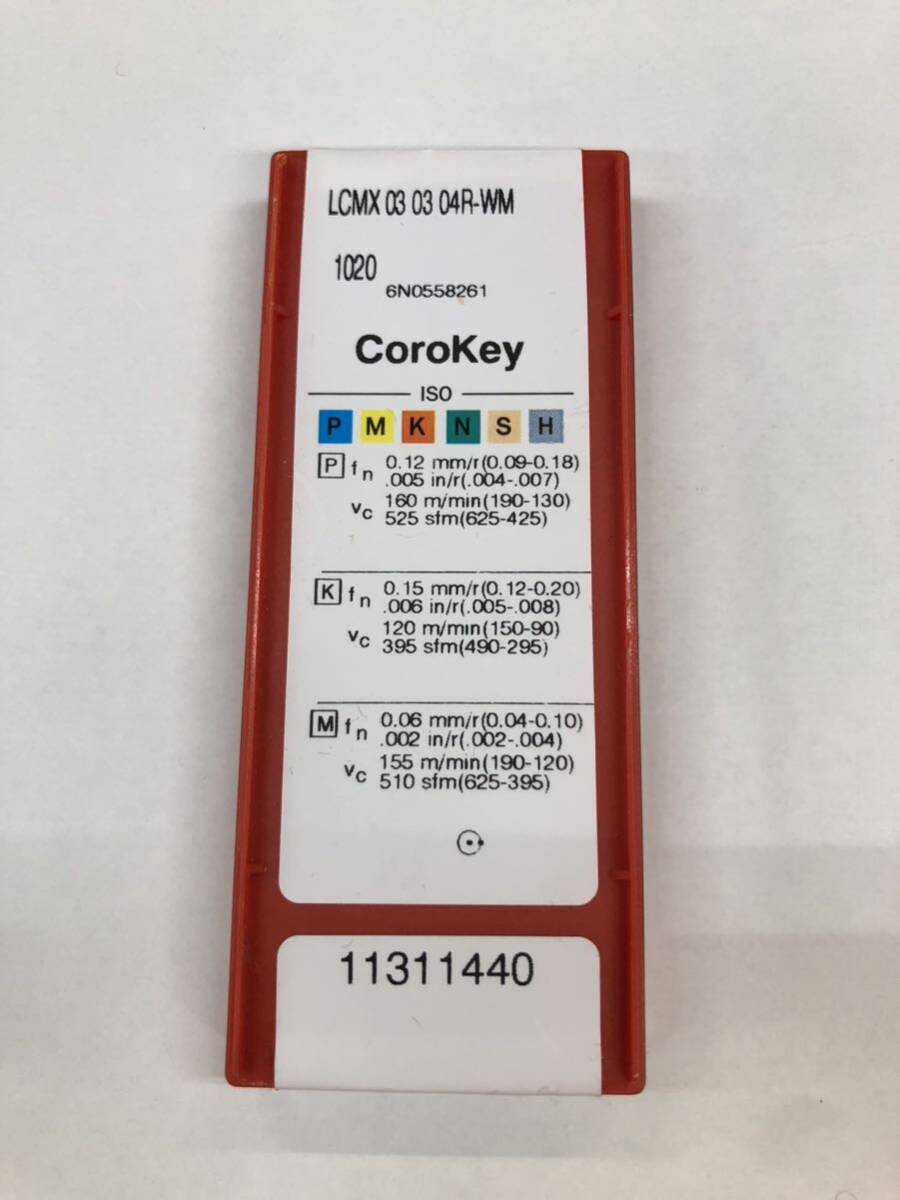 LCMX 03 03 04R-WM
1020
6N0558261
CoroKey
ISO
P M K N S H
P fn 0.12 mm/r(0.09-0.18)
.005 in/r(.004-.007)
vc 160 m/min(190-130)
525 sfm(625-425)
K fn 0.15 mm/r(0.12-0.20)
.006 in/r(.005-.008)
vc 120 m/min(150-90)
395 sfm(490-295)
M fn 0.06 mm/r(0.04-0.10)
.002 in/r(.002-.004)
vc 155 m/min(190-120)
510 sfm(625-395)
11311440